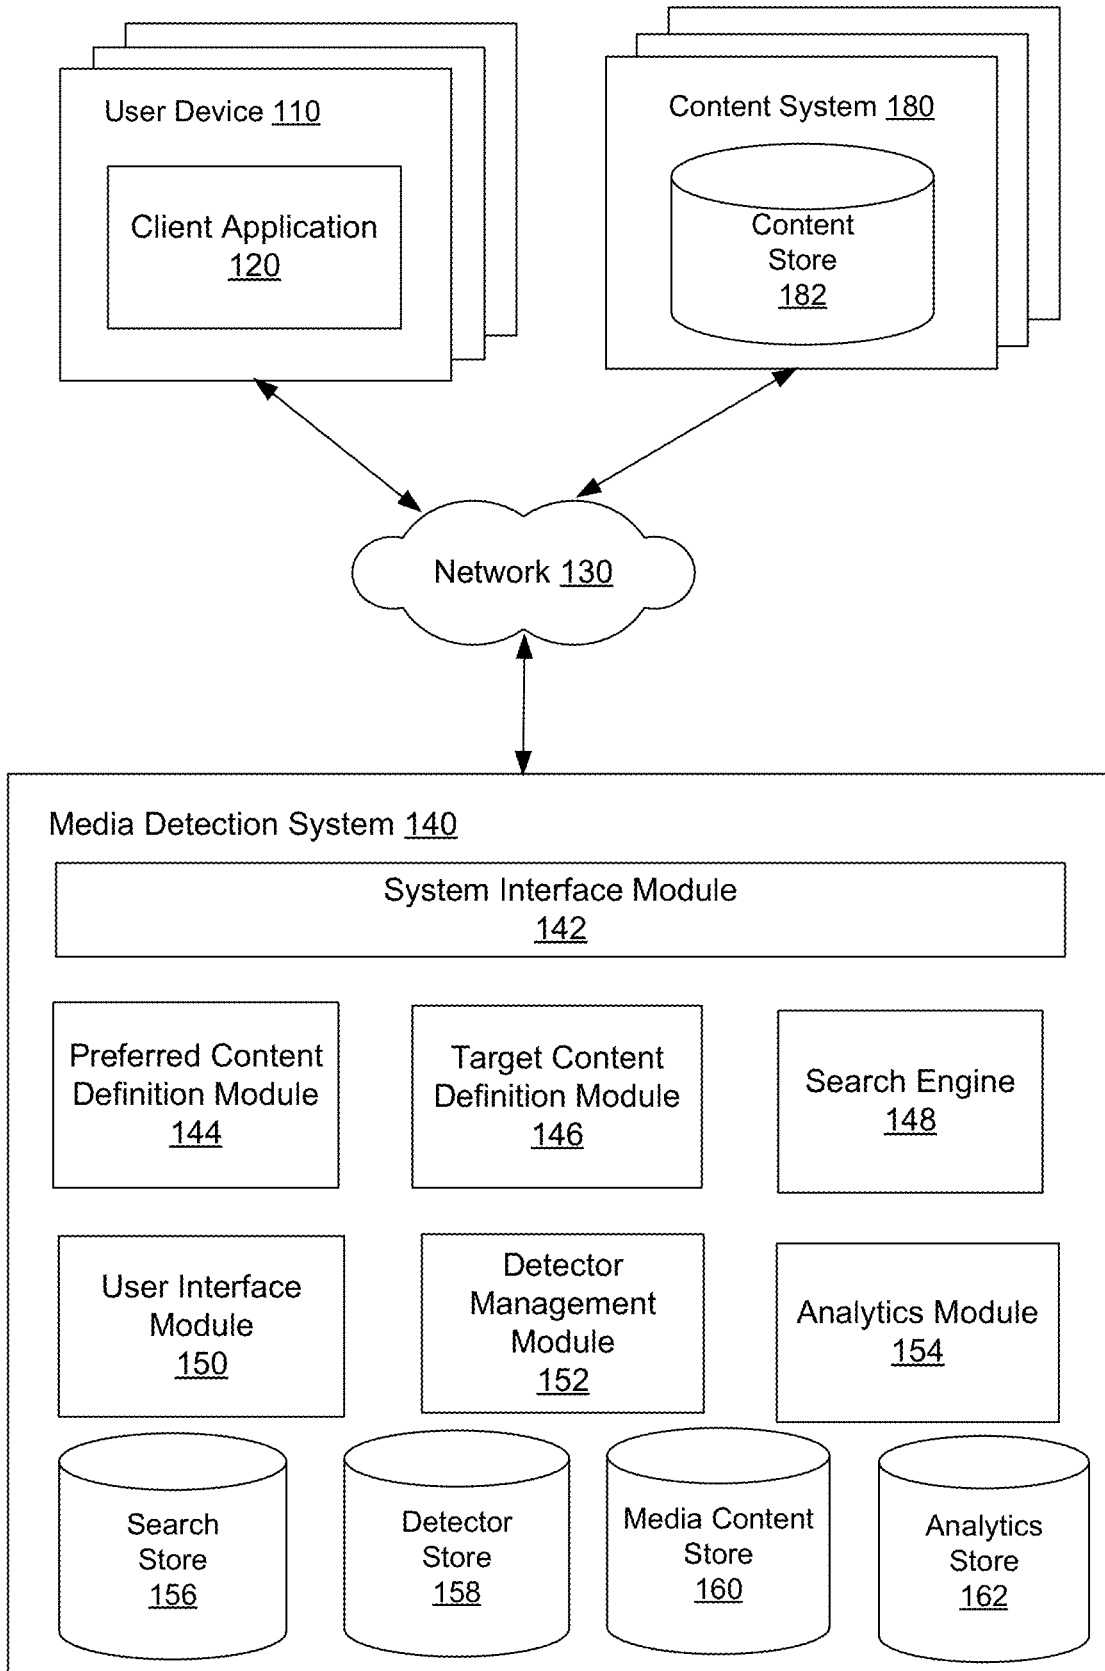 User Device 110
Client Application
120
Content System 180
Content
Store
182
Network 130
Media Detection System 140
System Interface Module
142
Preferred Content
Definition Module
144
Target Content
Definition Module
146
Search Engine
148
User Interface
Module
150
Detector
Management
Module
152
Analytics Module
154
Search
Store
156
Detector
Store
158
Media Content
Store
160
Analytics
Store
162